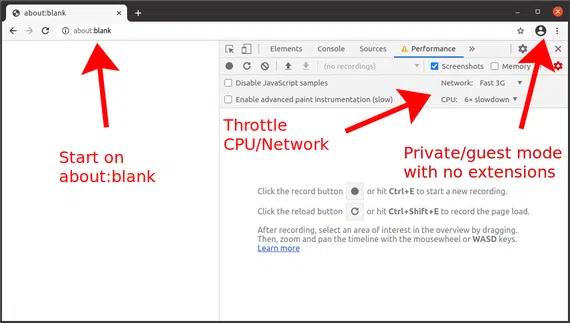 about:blank
about:blank
Elements Console Sources Performance »
(no recordings) Screenshots Memory
Disable JavaScript samples Network: Fast 3G
Enable advanced paint instrumentation (slow) CPU: 6× slowdown
Throttle
CPU/Network
Start on
about:blank
Private/guest mode
with no extensions
Click the record button or hit Ctrl+E to start a new recording.
Click the reload button or hit Ctrl+Shift+E to record the page load.
After recording, select an area of interest in the overview by dragging.
Then, zoom and pan the timeline with the mousewheel or WASD keys.
Learn more